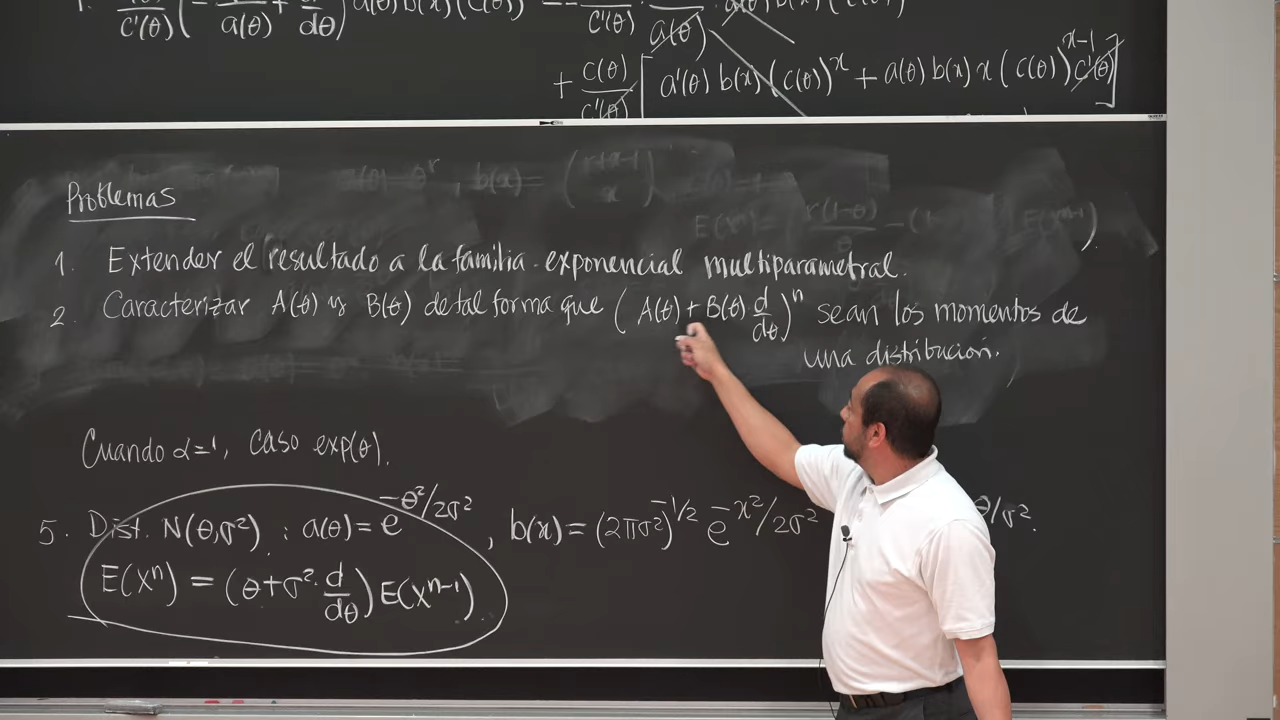 c'(θ) a(θ) dθ a(θ)b(x)(c(θ)) c'(θ) a(θ)
+ c(θ)/c'(θ) [a'(θ) b(x) (c(θ))^x + a(θ) b(x) x (c(θ))^{x-1} c'(θ)]
Problemas
1. Extender el resultado a la familia exponencial multiparametral.
2. Caracterizar A(θ) y B(θ) de tal forma que (A(θ) + B(θ) d/dθ)^n sean los momentos de
una distribución.
Cuando α=1, caso exp(θ).
5. Dist. N(θ,σ²) : a(θ) = e^{-θ²/2σ²}, b(x) = (2πσ²)^{-1/2} e^{-x²/2σ²} θ/σ².
E(X^n) = (θ+σ²·d/dθ) E(X^{n-1})